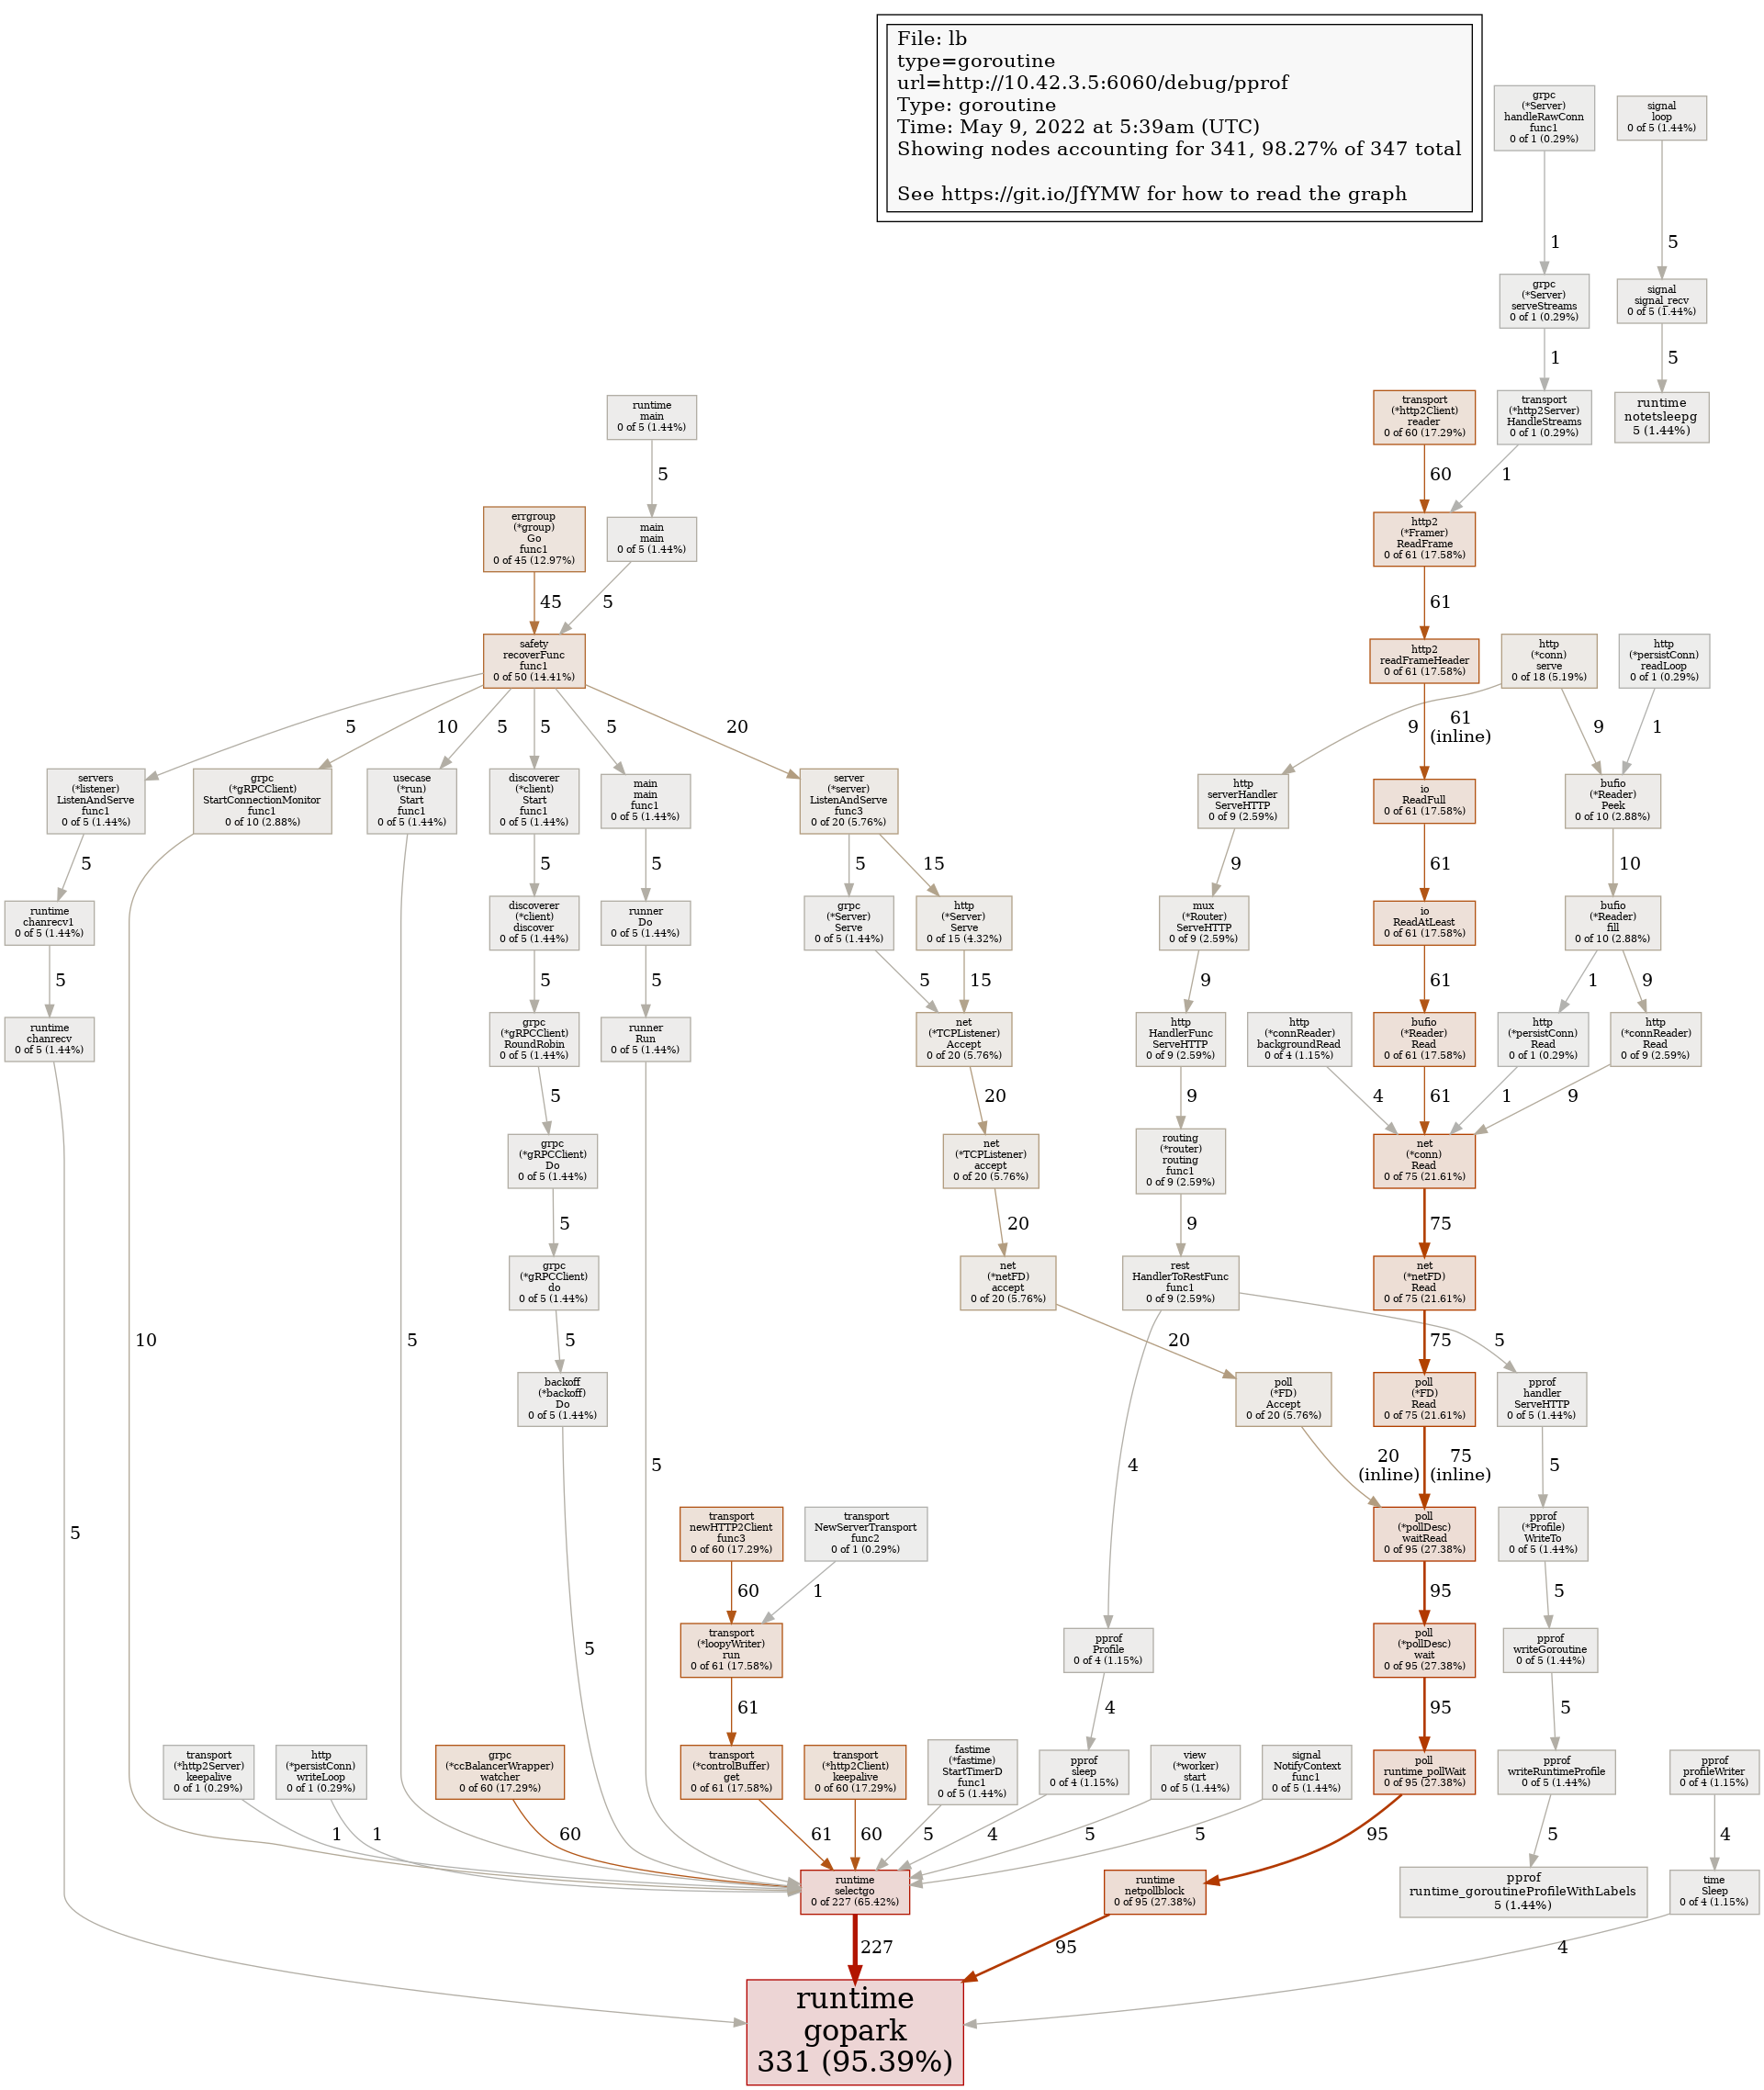 File: lb
type=goroutine
url=http://10.42.3.5:6060/debug/pprof
Type: goroutine
Time: May 9, 2022 at 5:39am (UTC)
Showing nodes accounting for 341, 98.27% of 347 total
See https://git.io/JfYMW for how to read the graph
grpc
(*Server)
handleRawConn
func1
0 of 1 (0.29%)
signal
loop
0 of 5 (1.44%)
1
5
grpc
(*Server)
serveStreams
0 of 1 (0.29%)
signal
signal_recv
0 of 5 (1.44%)
1
5
runtime
main
0 of 5 (1.44%)
transport
(*http2Client)
reader
0 of 60 (17.29%)
transport
(*http2Server)
HandleStreams
0 of 1 (0.29%)
runtime
notetsleepg
5 (1.44%)
5
60
1
errgroup
(*group)
Go
func1
0 of 45 (12.97%)
main
main
0 of 5 (1.44%)
http2
(*Framer)
ReadFrame
0 of 61 (17.58%)
45
5
61
safety
recoverFunc
func1
0 of 50 (14.41%)
http2
readFrameHeader
0 of 61 (17.58%)
http
(*conn)
serve
0 of 18 (5.19%)
http
(*persistConn)
readLoop
0 of 1 (0.29%)
5
10
5
5
5
20
9
61
(inline)
9
1
servers
(*listener)
ListenAndServe
func1
0 of 5 (1.44%)
grpc
(*gRPCClient)
StartConnectionMonitor
func1
0 of 10 (2.88%)
usecase
(*run)
Start
func1
0 of 5 (1.44%)
discoverer
(*client)
Start
func1
0 of 5 (1.44%)
main
main
func1
0 of 5 (1.44%)
server
(*server)
ListenAndServe
func3
0 of 20 (5.76%)
http
serverHandler
ServeHTTP
0 of 9 (2.59%)
io
ReadFull
0 of 61 (17.58%)
bufio
(*Reader)
Peek
0 of 10 (2.88%)
5
5
5
5
15
9
61
10
runtime
chanrecv1
0 of 5 (1.44%)
discoverer
(*client)
discover
0 of 5 (1.44%)
runner
Do
0 of 5 (1.44%)
grpc
(*Server)
Serve
0 of 5 (1.44%)
http
(*Server)
Serve
0 of 15 (4.32%)
mux
(*Router)
ServeHTTP
0 of 9 (2.59%)
io
ReadAtLeast
0 of 61 (17.58%)
bufio
(*Reader)
fill
0 of 10 (2.88%)
5
5
5
5
15
9
61
1
9
runtime
chanrecv
0 of 5 (1.44%)
grpc
(*gRPCClient)
RoundRobin
0 of 5 (1.44%)
runner
Run
0 of 5 (1.44%)
net
(*TCPListener)
Accept
0 of 20 (5.76%)
http
HandlerFunc
ServeHTTP
0 of 9 (2.59%)
http
(*connReader)
backgroundRead
0 of 4 (1.15%)
bufio
(*Reader)
Read
0 of 61 (17.58%)
http
(*persistConn)
Read
0 of 1 (0.29%)
http
(*connReader)
Read
0 of 9 (2.59%)
5
20
9
4
61
1
9
grpc
(*gRPCClient)
Do
0 of 5 (1.44%)
net
(*TCPListener)
accept
0 of 20 (5.76%)
routing
(*router)
routing
func1
0 of 9 (2.59%)
net
(*conn)
Read
0 of 75 (21.61%)
5
20
9
75
grpc
(*gRPCClient)
do
0 of 5 (1.44%)
net
(*netFD)
accept
0 of 20 (5.76%)
rest
HandlerToRestFunc
func1
0 of 9 (2.59%)
net
(*netFD)
Read
0 of 75 (21.61%)
10
5
5
20
75
5
backoff
(*backoff)
Do
0 of 5 (1.44%)
poll
(*FD)
Accept
0 of 20 (5.76%)
poll
(*FD)
Read
0 of 75 (21.61%)
pprof
handler
ServeHTTP
0 of 5 (1.44%)
5
4
20
(inline)
75
(inline)
5
5
transport
newHTTP2Client
func3
0 of 60 (17.29%)
transport
NewServerTransport
func2
0 of 1 (0.29%)
poll
(*pollDesc)
waitRead
0 of 95 (27.38%)
pprof
(*Profile)
WriteTo
0 of 5 (1.44%)
60
1
95
5
5
transport
(*loopyWriter)
run
0 of 61 (17.58%)
pprof
Profile
0 of 4 (1.15%)
poll
(*pollDesc)
wait
0 of 95 (27.38%)
pprof
writeGoroutine
0 of 5 (1.44%)
61
4
95
5
transport
(*http2Server)
keepalive
0 of 1 (0.29%)
http
(*persistConn)
writeLoop
0 of 1 (0.29%)
grpc
(*ccBalancerWrapper)
watcher
0 of 60 (17.29%)
transport
(*controlBuffer)
get
0 of 61 (17.58%)
transport
(*http2Client)
keepalive
0 of 60 (17.29%)
fastime
(*fastime)
StartTimerD
func1
0 of 5 (1.44%)
pprof
sleep
0 of 4 (1.15%)
view
(*worker)
start
0 of 5 (1.44%)
signal
NotifyContext
func1
0 of 5 (1.44%)
poll
runtime_pollWait
0 of 95 (27.38%)
pprof
writeRuntimeProfile
0 of 5 (1.44%)
pprof
profileWriter
0 of 4 (1.15%)
1
1
60
61
60
5
4
5
5
95
5
4
runtime
selectgo
0 of 227 (65.42%)
runtime
netpollblock
0 of 95 (27.38%)
pprof
runtime_goroutineProfileWithLabels
5 (1.44%)
time
Sleep
0 of 4 (1.15%)
227
95
4
runtime
gopark
331 (95.39%)